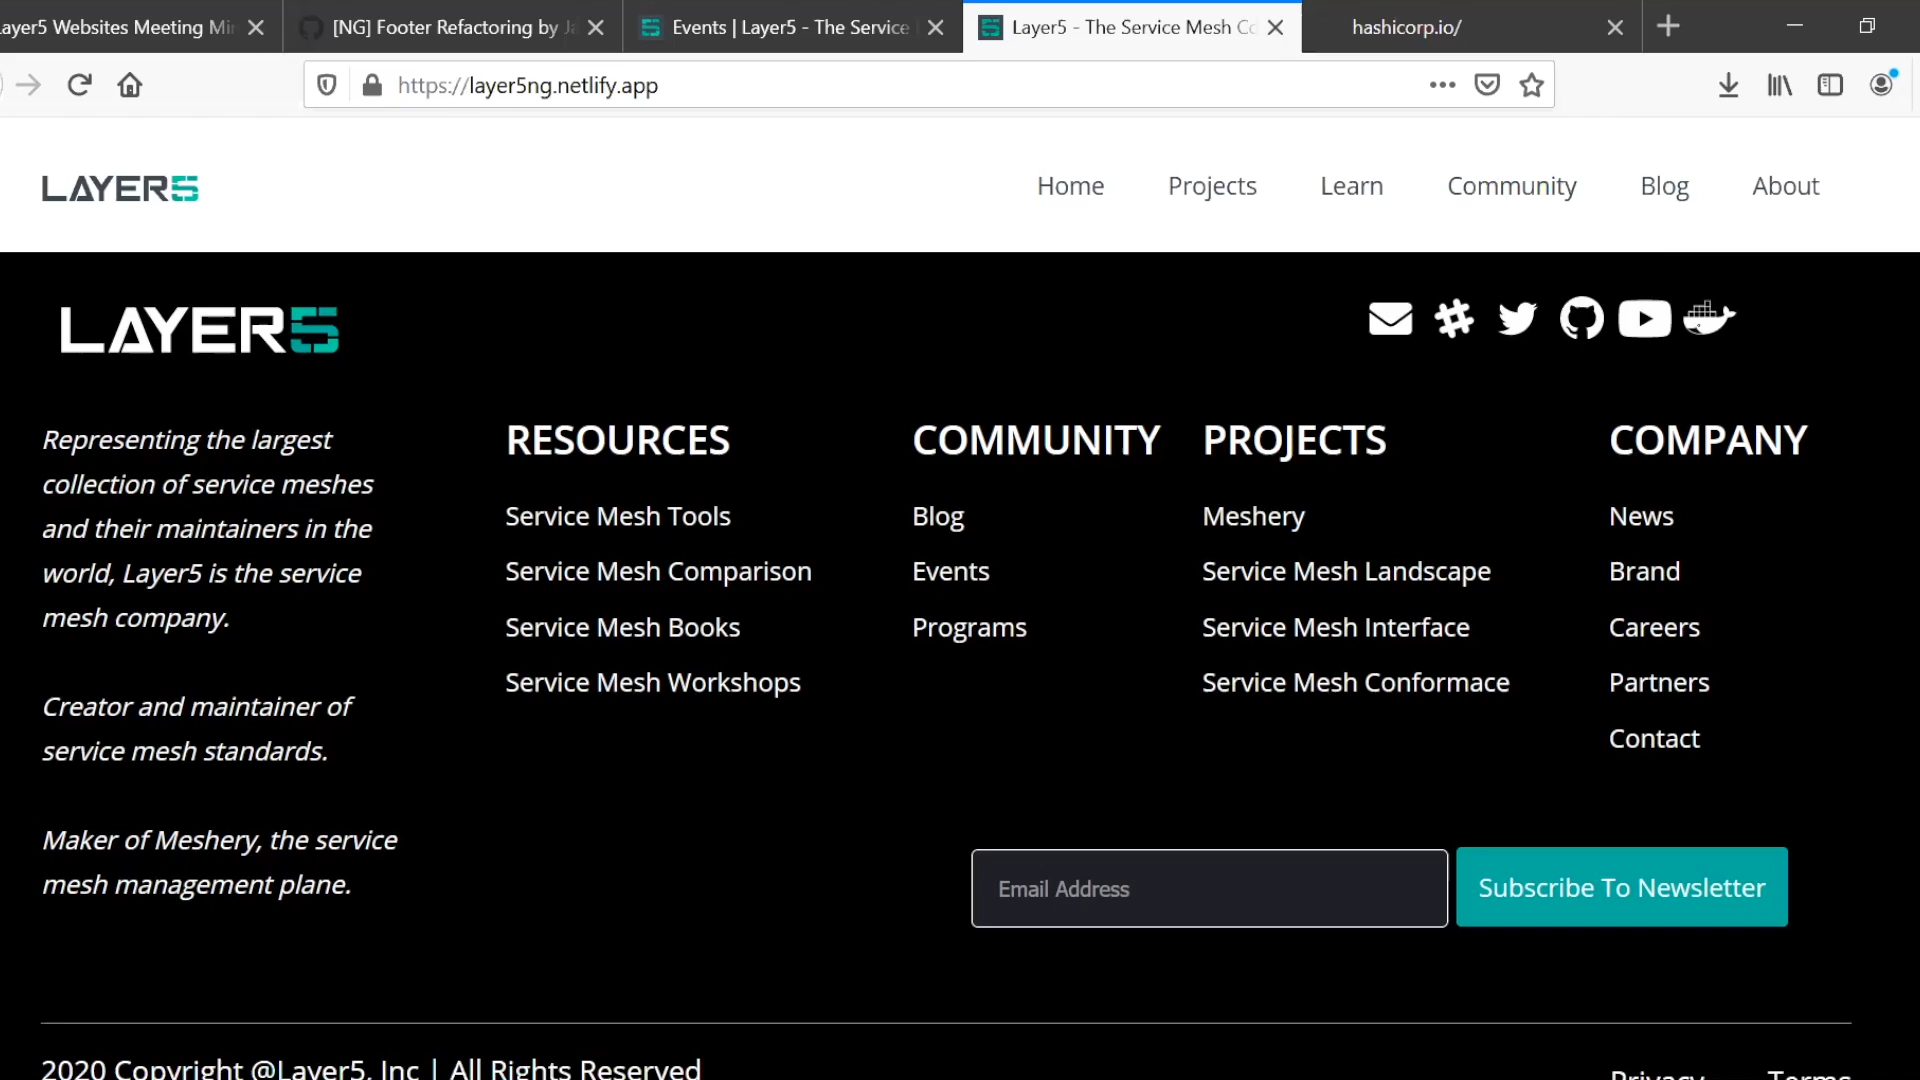 ayer5 Websites Meeting Mi
[NG] Footer Refactoring by Ja
Events | Layer5 - The Service
Layer5 - The Service Mesh Co
hashicorp.io/
https://layer5ng.netlify.app
LAYER5
Home
Projects
Learn
Community
Blog
About
LAYER5
Representing the largest
collection of service meshes
and their maintainers in the
world, Layer5 is the service
mesh company.
Creator and maintainer of
service mesh standards.
Maker of Meshery, the service
mesh management plane.
RESOURCES
Service Mesh Tools
Service Mesh Comparison
Service Mesh Books
Service Mesh Workshops
COMMUNITY
Blog
Events
Programs
PROJECTS
Meshery
Service Mesh Landscape
Service Mesh Interface
Service Mesh Conformace
COMPANY
News
Brand
Careers
Partners
Contact
Email Address
Subscribe To Newsletter
2020 Copyright @Layer5, Inc | All Rights Reserved
Privacy
Terms